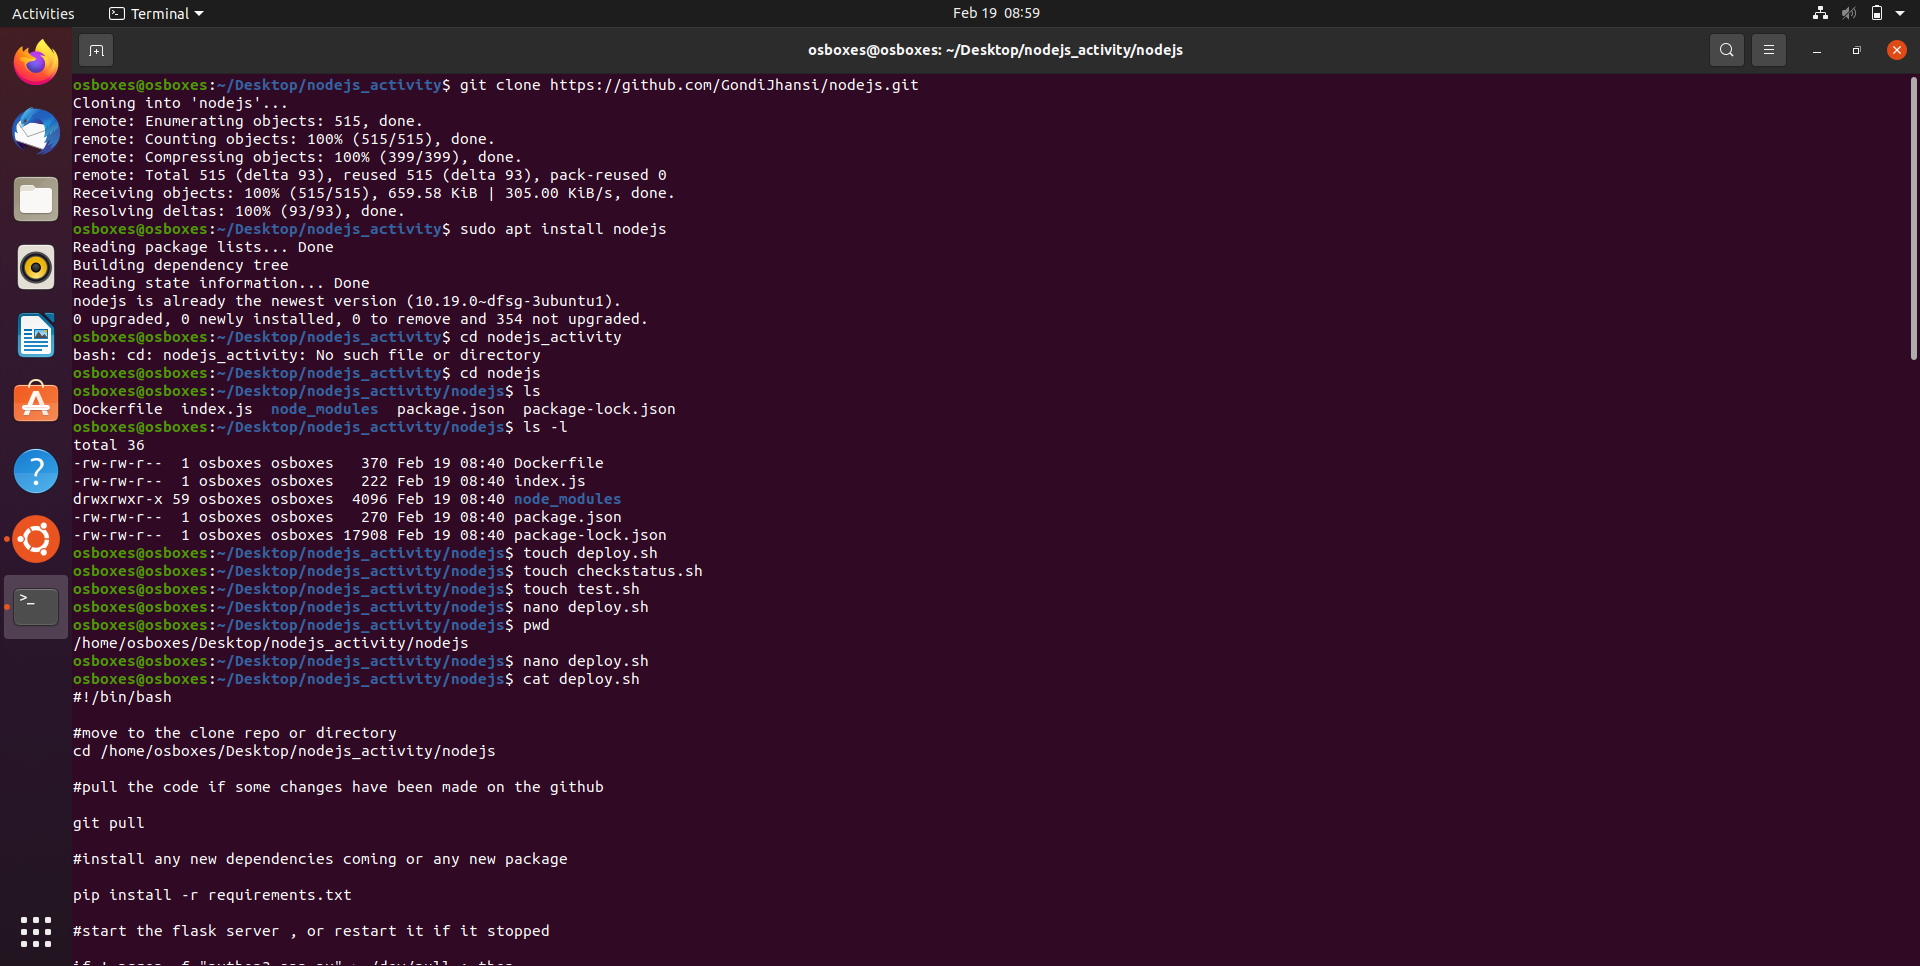 Activities
Terminal
Feb 19 08:59
osboxes@osboxes: ~/Desktop/nodejs_activity/nodejs
osboxes@osboxes:~/Desktop/nodejs_activity$ git clone https://github.com/GondiJhansi/nodejs.git
Cloning into 'nodejs'...
remote: Enumerating objects: 515, done.
remote: Counting objects: 100% (515/515), done.
remote: Compressing objects: 100% (399/399), done.
remote: Total 515 (delta 93), reused 515 (delta 93), pack-reused 0
Receiving objects: 100% (515/515), 659.58 KiB | 305.00 KiB/s, done.
Resolving deltas: 100% (93/93), done.
osboxes@osboxes:~/Desktop/nodejs_activity$ sudo apt install nodejs
Reading package lists... Done
Building dependency tree
Reading state information... Done
nodejs is already the newest version (10.19.0~dfsg-3ubuntu1).
0 upgraded, 0 newly installed, 0 to remove and 354 not upgraded.
osboxes@osboxes:~/Desktop/nodejs_activity$ cd nodejs_activity
bash: cd: nodejs_activity: No such file or directory
osboxes@osboxes:~/Desktop/nodejs_activity$ cd nodejs
osboxes@osboxes:~/Desktop/nodejs_activity/nodejs$ ls
Dockerfile  index.js  node_modules  package.json  package-lock.json
osboxes@osboxes:~/Desktop/nodejs_activity/nodejs$ ls -l
total 36
-rw-rw-r--  1 osboxes osboxes   370 Feb 19 08:40 Dockerfile
-rw-rw-r--  1 osboxes osboxes   222 Feb 19 08:40 index.js
drwxrwxr-x 59 osboxes osboxes  4096 Feb 19 08:40 node_modules
-rw-rw-r--  1 osboxes osboxes   270 Feb 19 08:40 package.json
-rw-rw-r--  1 osboxes osboxes 17908 Feb 19 08:40 package-lock.json
osboxes@osboxes:~/Desktop/nodejs_activity/nodejs$ touch deploy.sh
osboxes@osboxes:~/Desktop/nodejs_activity/nodejs$ touch checkstatus.sh
osboxes@osboxes:~/Desktop/nodejs_activity/nodejs$ touch test.sh
osboxes@osboxes:~/Desktop/nodejs_activity/nodejs$ nano deploy.sh
osboxes@osboxes:~/Desktop/nodejs_activity/nodejs$ pwd
/home/osboxes/Desktop/nodejs_activity/nodejs
osboxes@osboxes:~/Desktop/nodejs_activity/nodejs$ nano deploy.sh
osboxes@osboxes:~/Desktop/nodejs_activity/nodejs$ cat deploy.sh
#!/bin/bash
#move to the clone repo or directory
cd /home/osboxes/Desktop/nodejs_activity/nodejs
#pull the code if some changes have been made on the github
git pull
#install any new dependencies coming or any new package
pip install -r requirements.txt
#start the flask server , or restart it if it stopped